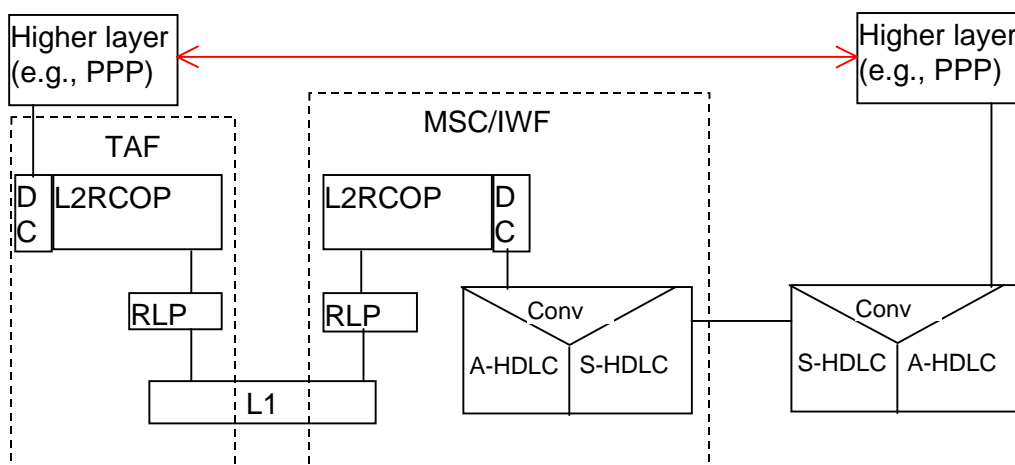 Higher layer
(e.g., PPP)
Higher layer
(e.g., PPP)
TAF
MSC/IWF
D
C
L2RCOP
L2RCOP
D
C
RLP
RLP
Conv
A-HDLC
S-HDLC
Conv
S-HDLC
A-HDLC
L1